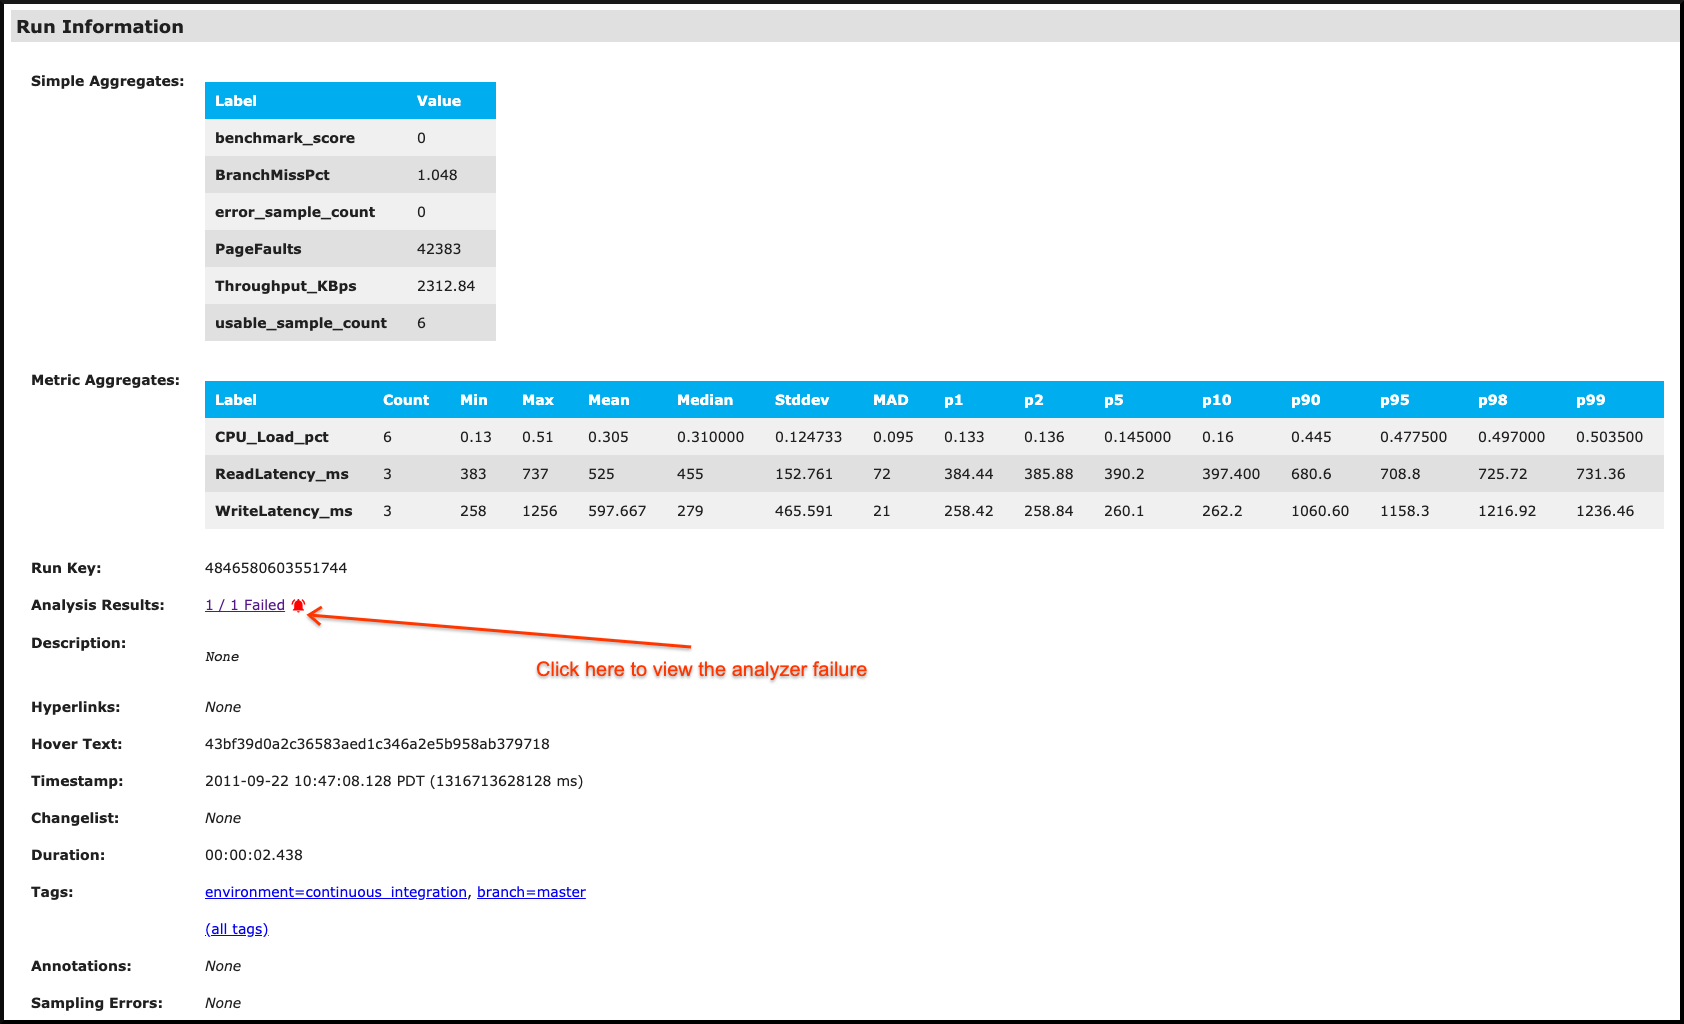 Run Information
Simple Aggregates:
Label Value
benchmark_score 0
BranchMissPct 1.048
error_sample_count 0
PageFaults 42383
Throughput_KBps 2312.84
usable_sample_count 6
Metric Aggregates:
Label Count Min Max Mean Median Stddev MAD p1 p2 p5 p10 p90 p95 p98 p99
CPU_Load_pct 6 0.13 0.51 0.305 0.310000 0.124733 0.095 0.133 0.136 0.145000 0.16 0.445 0.477500 0.497000 0.503500
ReadLatency_ms 3 383 737 525 455 152.761 72 384.44 385.88 390.2 397.400 680.6 708.8 725.72 731.36
WriteLatency_ms 3 258 1256 597.667 279 465.591 21 258.42 258.84 260.1 262.2 1060.60 1158.3 1216.92 1236.46
Run Key: 4846580603551744
Analysis Results: 1 / 1 Failed
Description: None
Click here to view the analyzer failure
Hyperlinks: None
Hover Text: 43bf39d0a2c36583aed1c346a2e5b958ab379718
Timestamp: 2011-09-22 10:47:08.128 PDT (1316713628128 ms)
Changelist: None
Duration: 00:00:02.438
Tags: environment=continuous_integration, branch=master
(all tags)
Annotations: None
Sampling Errors: None